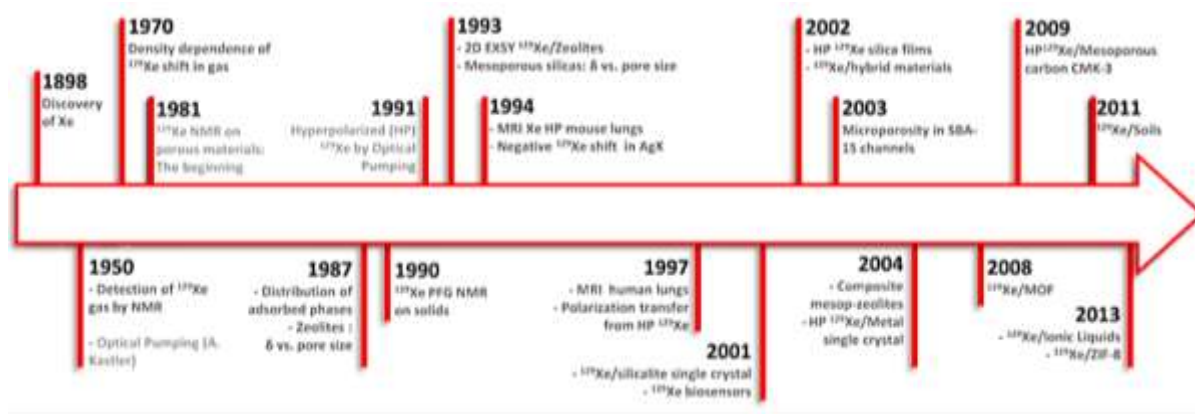 1898
Discovery
of Xe
1970
Density dependence of
¹²⁹Xe shift in gas
1981
¹²⁹Xe NMR on
porous materials:
The beginning
1991
Hyperpolarized (HP)
¹²⁹Xe by Optical
Pumping
1993
- 2D EXSY ¹²⁹Xe/Zeolites
- Mesoporous silicas: δ vs. pore size
1994
- MRI Xe HP mouse lungs
- Negative ¹²⁹Xe shift in AgX
2002
- HP ¹²⁹Xe silica films
- ¹²⁹Xe/hybrid materials
2003
Microporosity in SBA-
15 channels
2009
HP¹²⁹Xe/Mesoporous
carbon CMK-3
2011
¹²⁹Xe/Soils
1950
- Detection of ¹²⁹Xe
gas by NMR
- Optical Pumping (A.
Kastler)
1987
- Distribution of
adsorbed phases
- Zeolites :
δ vs. pore size
1990
¹²⁹Xe PFG NMR
on solids
1997
- MRI human lungs
- Polarization transfer
from HP ¹²⁹Xe
2001
- ¹²⁹Xe/silicalite single crystal
- ¹²⁹Xe biosensors
2004
- Composite
mesop-zeolites
- HP ¹²⁹Xe/Metal
single crystal
2008
¹²⁹Xe/MOF
2013
- ¹²⁹Xe/Ionic Liquids
- ¹²⁹Xe/ZIF-8